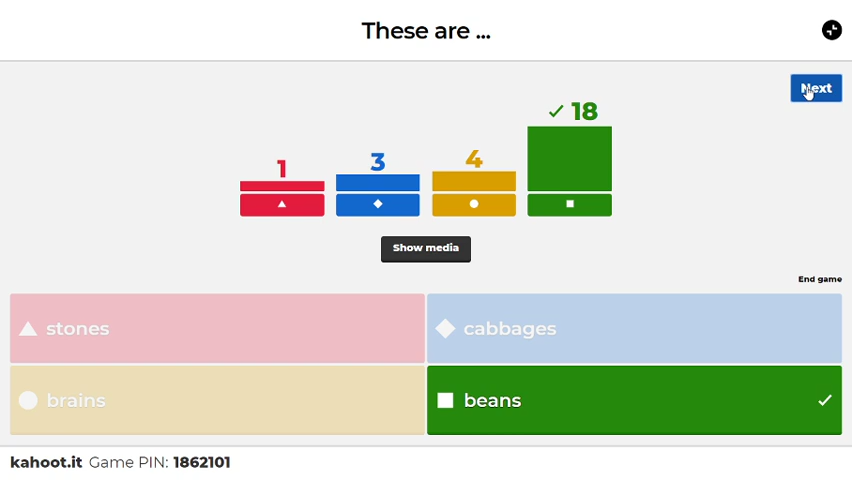 These are ...
Next
1 3 4 18
Show media
End game
stones
cabbages
brains
beans
kahoot.it Game PIN: 1862101